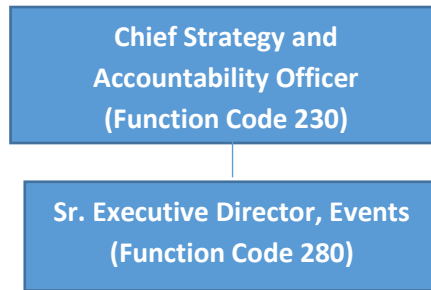 Chief Strategy and
Accountability Officer
(Function Code 230)
Sr. Executive Director, Events
(Function Code 280)